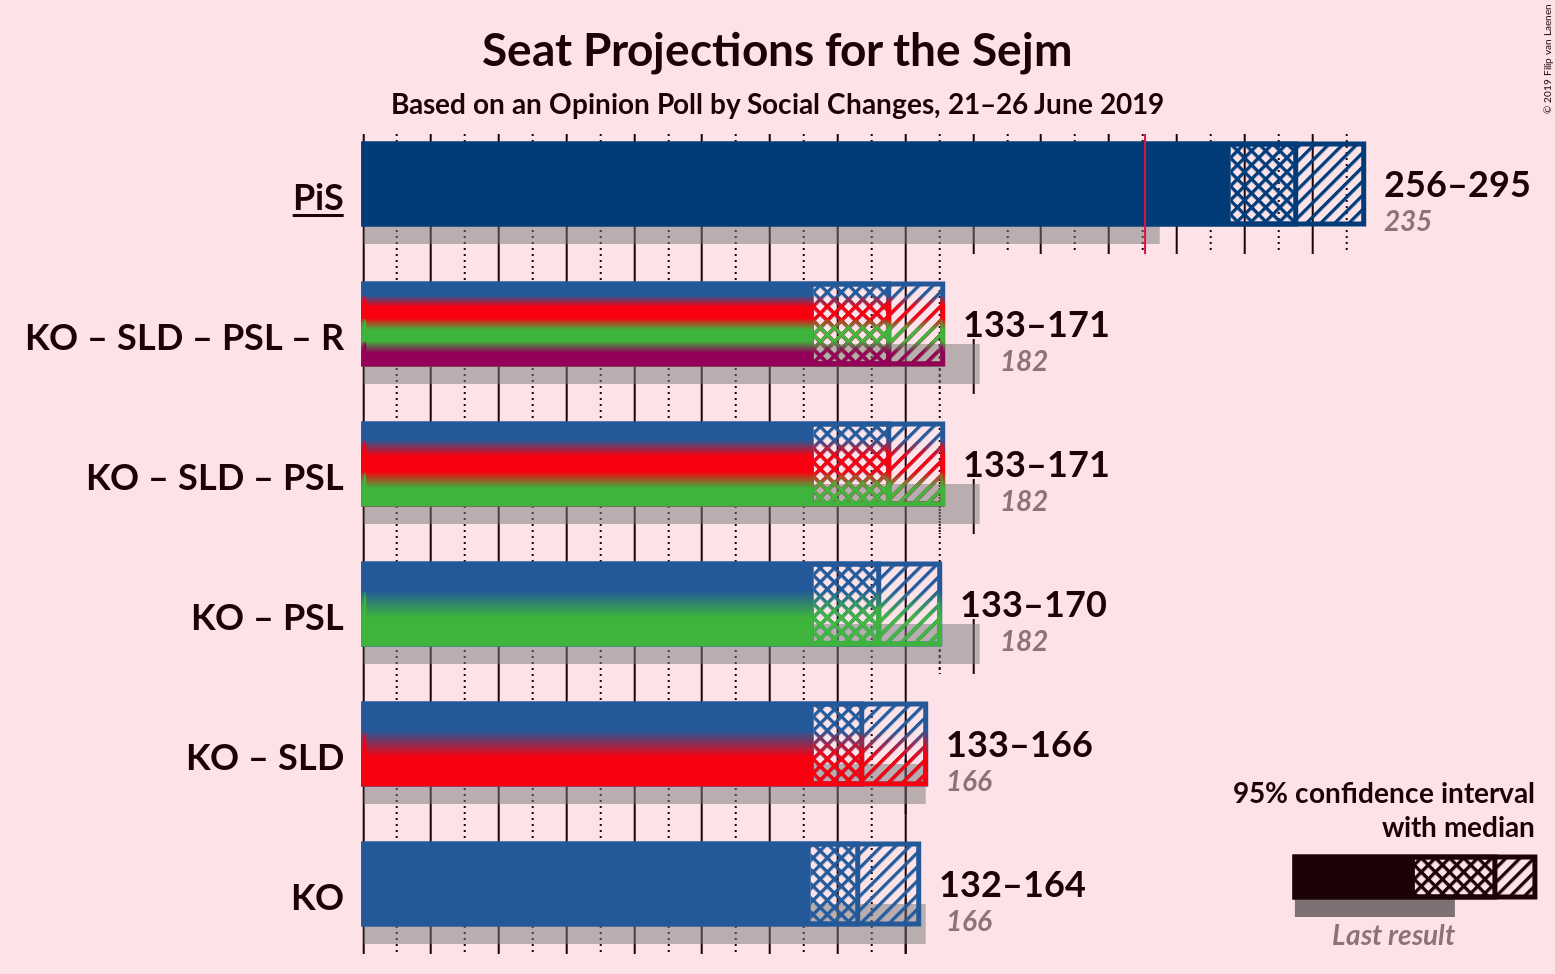 Seat Projections for the Sejm
Based on an Opinion Poll by Social Changes, 21–26 June 2019
© 2019 Filip van Laenen
PiS
256–295
235
KO – SLD – PSL – R
133–171
182
KO – SLD – PSL
133–171
182
KO – PSL
133–170
182
KO – SLD
133–166
166
KO
132–164
166
95% confidence interval
with median
Last result